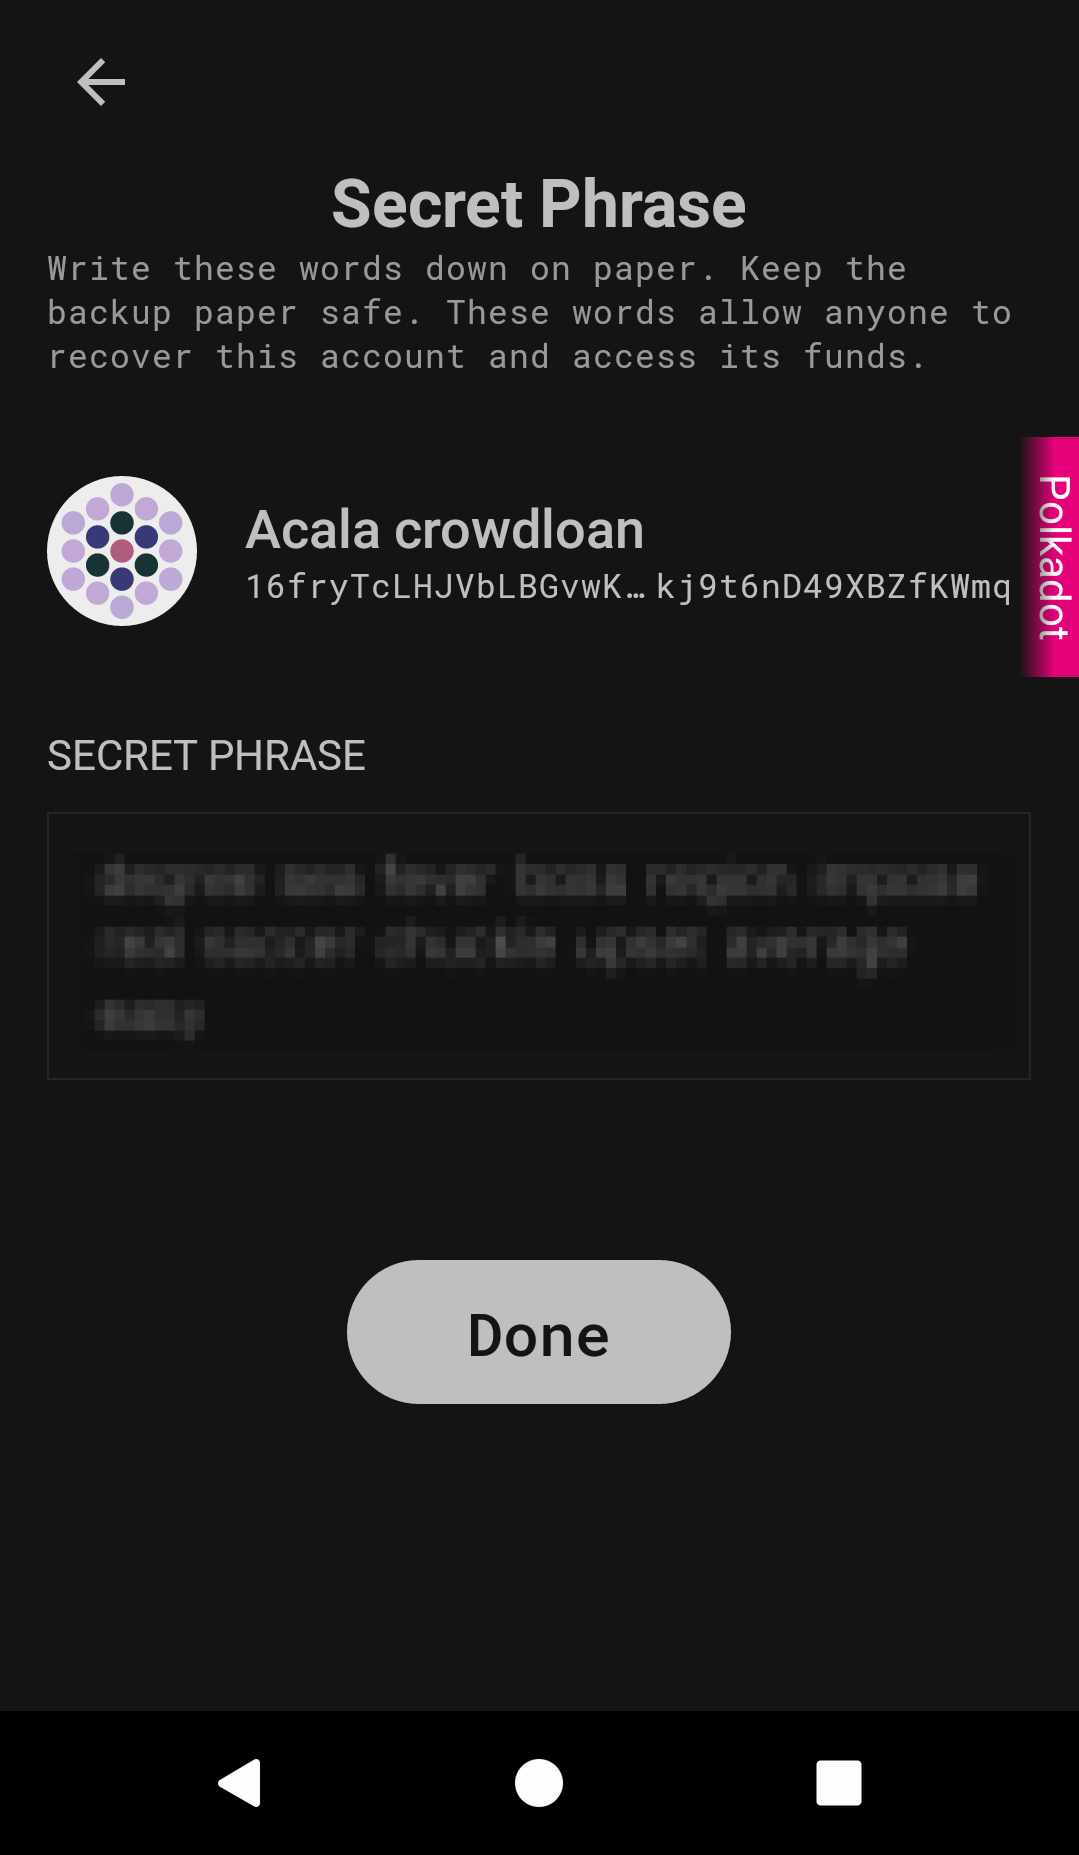 Secret Phrase
Write these words down on paper. Keep the
backup paper safe. These words allow anyone to
recover this account and access its funds.
Acala crowdloan
16fryTcLHJVbLBGvwK… kj9t6nD49XBZfKWmq
Polkadot
SECRET PHRASE
Done